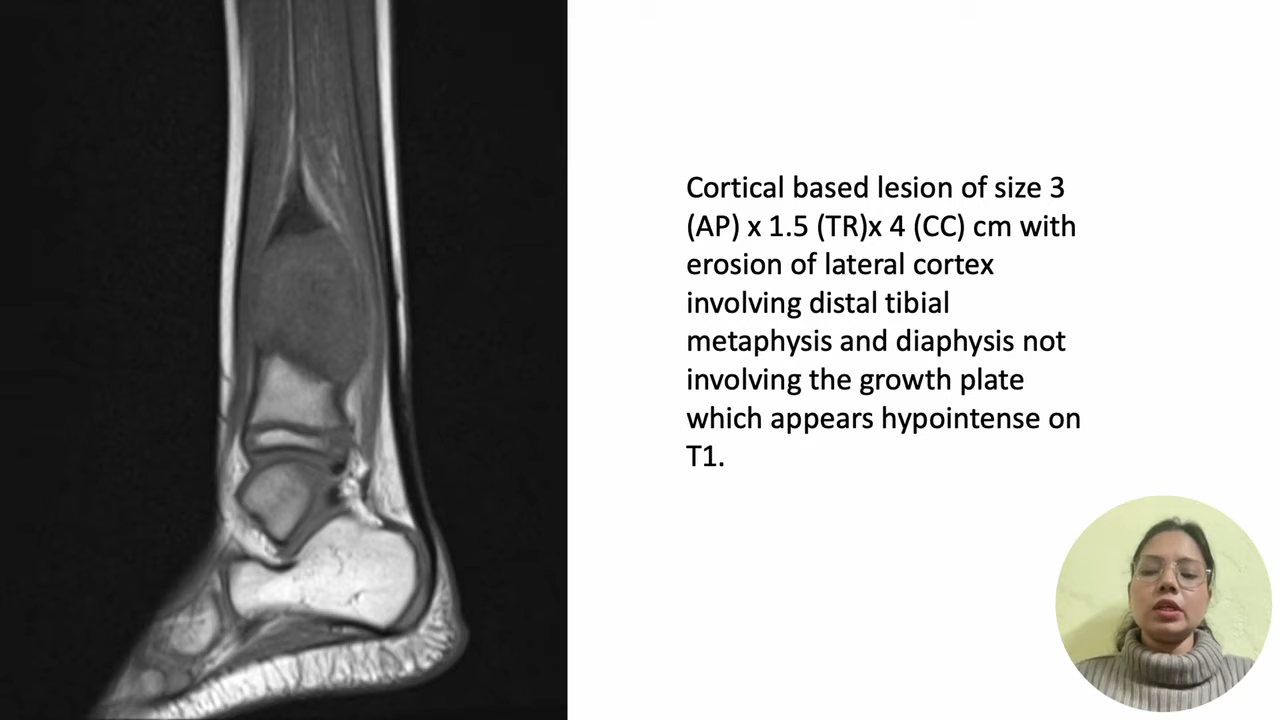 Cortical based lesion of size 3
(AP) x 1.5 (TR)x 4 (CC) cm with
erosion of lateral cortex
involving distal tibial
metaphysis and diaphysis not
involving the growth plate
which appears hypointense on
T1.